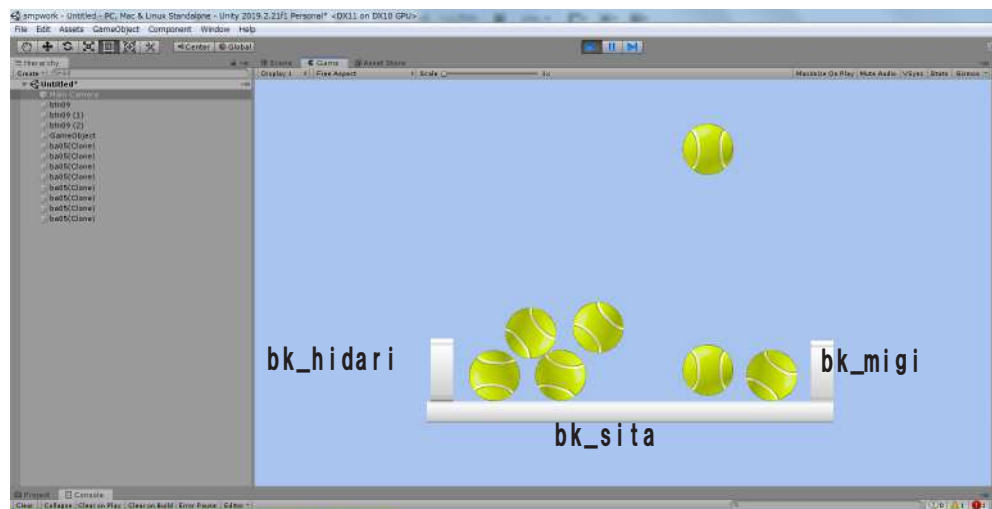 smpwork - Untitled - PC, Mac & Linux Standalone - Unity 2019.2.21f1 Personal* <DX11 on DX10 GPU>
File Edit Assets GameObject Component Window Help
Center Global
Hierarchy Scene Game Asset Store
Create Display 1 Free Aspect Scale 1x Maximize On Play Mute Audio VSync Stats Gizmos
Untitled*
Main Camera
btn09
btn09 (1)
btn09 (2)
GameObject
ba05(Clone)
ba05(Clone)
ba05(Clone)
ba05(Clone)
ba05(Clone)
ba05(Clone)
ba05(Clone)
ba05(Clone)
bk_hidari
bk_migi
bk_sita
Project Console
Clear Collapse Clear on Play Clear on Build Error Pause Editor